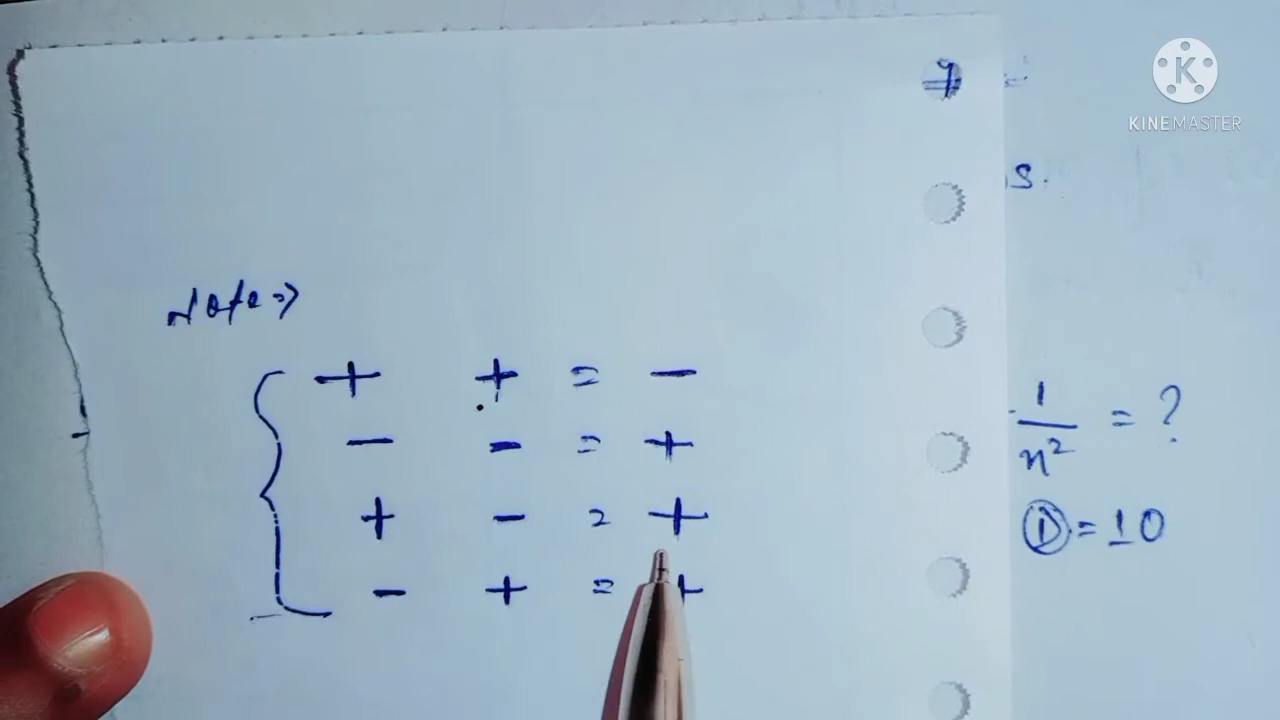 KINEMASTER
Note⇒
+ + = -
- - = +
+ - = +
- + = +
s.
1/n² = ?
① = 10